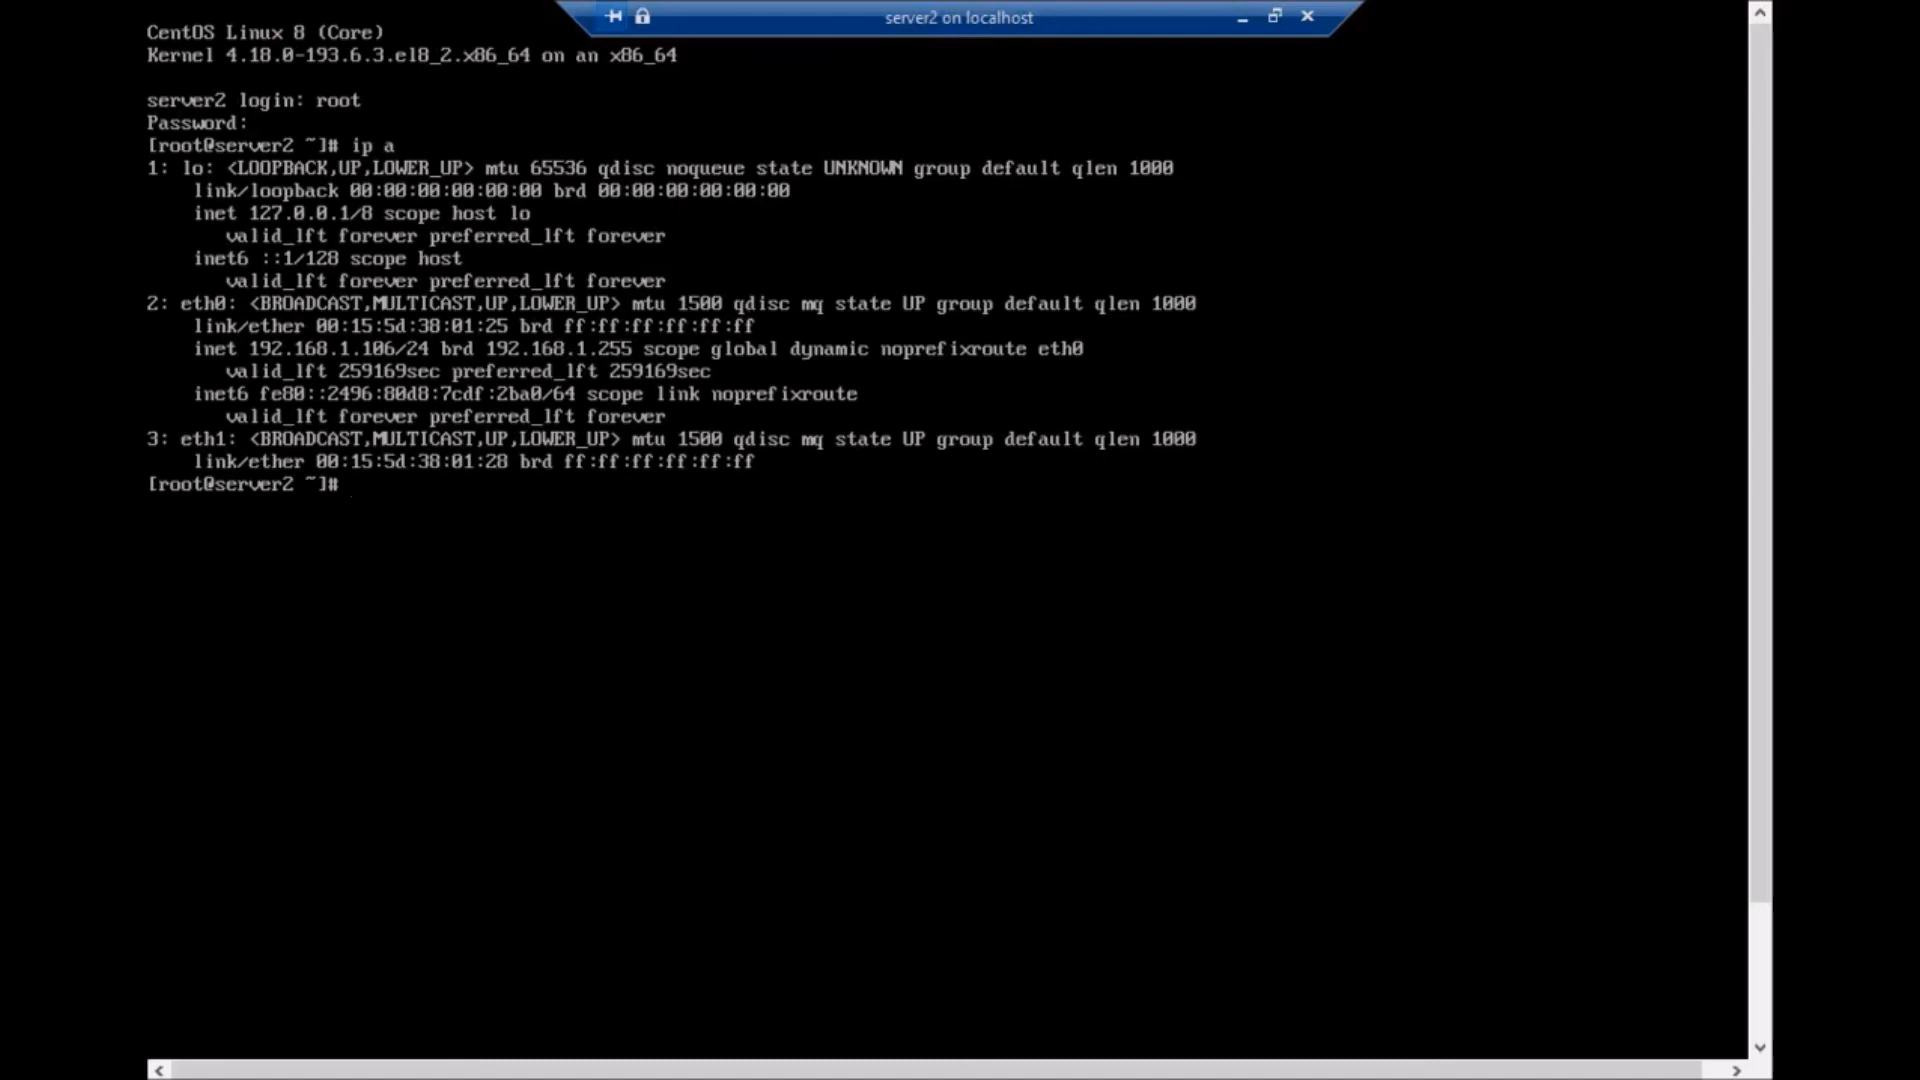 server2 on localhost
CentOS Linux 8 (Core)
Kernel 4.18.0-193.6.3.el8_2.x86_64 on an x86_64
server2 login: root
Password:
[root@server2 ~]# ip a
1: lo: <LOOPBACK,UP,LOWER_UP> mtu 65536 qdisc noqueue state UNKNOWN group default qlen 1000
    link/loopback 00:00:00:00:00:00 brd 00:00:00:00:00:00
    inet 127.0.0.1/8 scope host lo
       valid_lft forever preferred_lft forever
    inet6 ::1/128 scope host
       valid_lft forever preferred_lft forever
2: eth0: <BROADCAST,MULTICAST,UP,LOWER_UP> mtu 1500 qdisc mq state UP group default qlen 1000
    link/ether 00:15:5d:38:01:25 brd ff:ff:ff:ff:ff:ff
    inet 192.168.1.106/24 brd 192.168.1.255 scope global dynamic noprefixroute eth0
       valid_lft 259169sec preferred_lft 259169sec
    inet6 fe80::2496:80d8:7cdf:2ba0/64 scope link noprefixroute
       valid_lft forever preferred_lft forever
3: eth1: <BROADCAST,MULTICAST,UP,LOWER_UP> mtu 1500 qdisc mq state UP group default qlen 1000
    link/ether 00:15:5d:38:01:28 brd ff:ff:ff:ff:ff:ff
[root@server2 ~]#